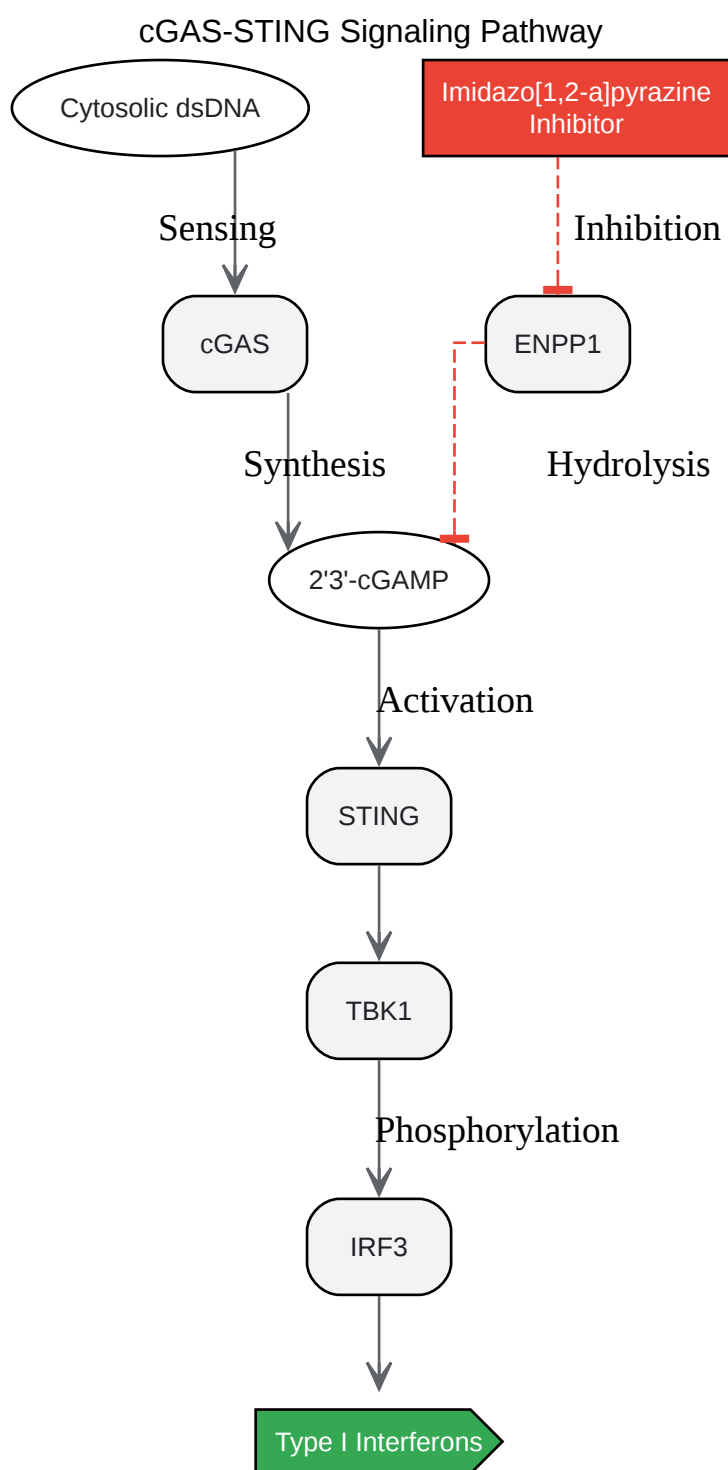 cGAS-STING Signaling Pathway
Cytosolic dsDNA
Imidazo[1,2-a]pyrazine
Inhibitor
Sensing
Inhibition
cGAS
ENPP1
Synthesis
Hydrolysis
2'3'-cGAMP
Activation
STING
TBK1
Phosphorylation
IRF3
Type I Interferons